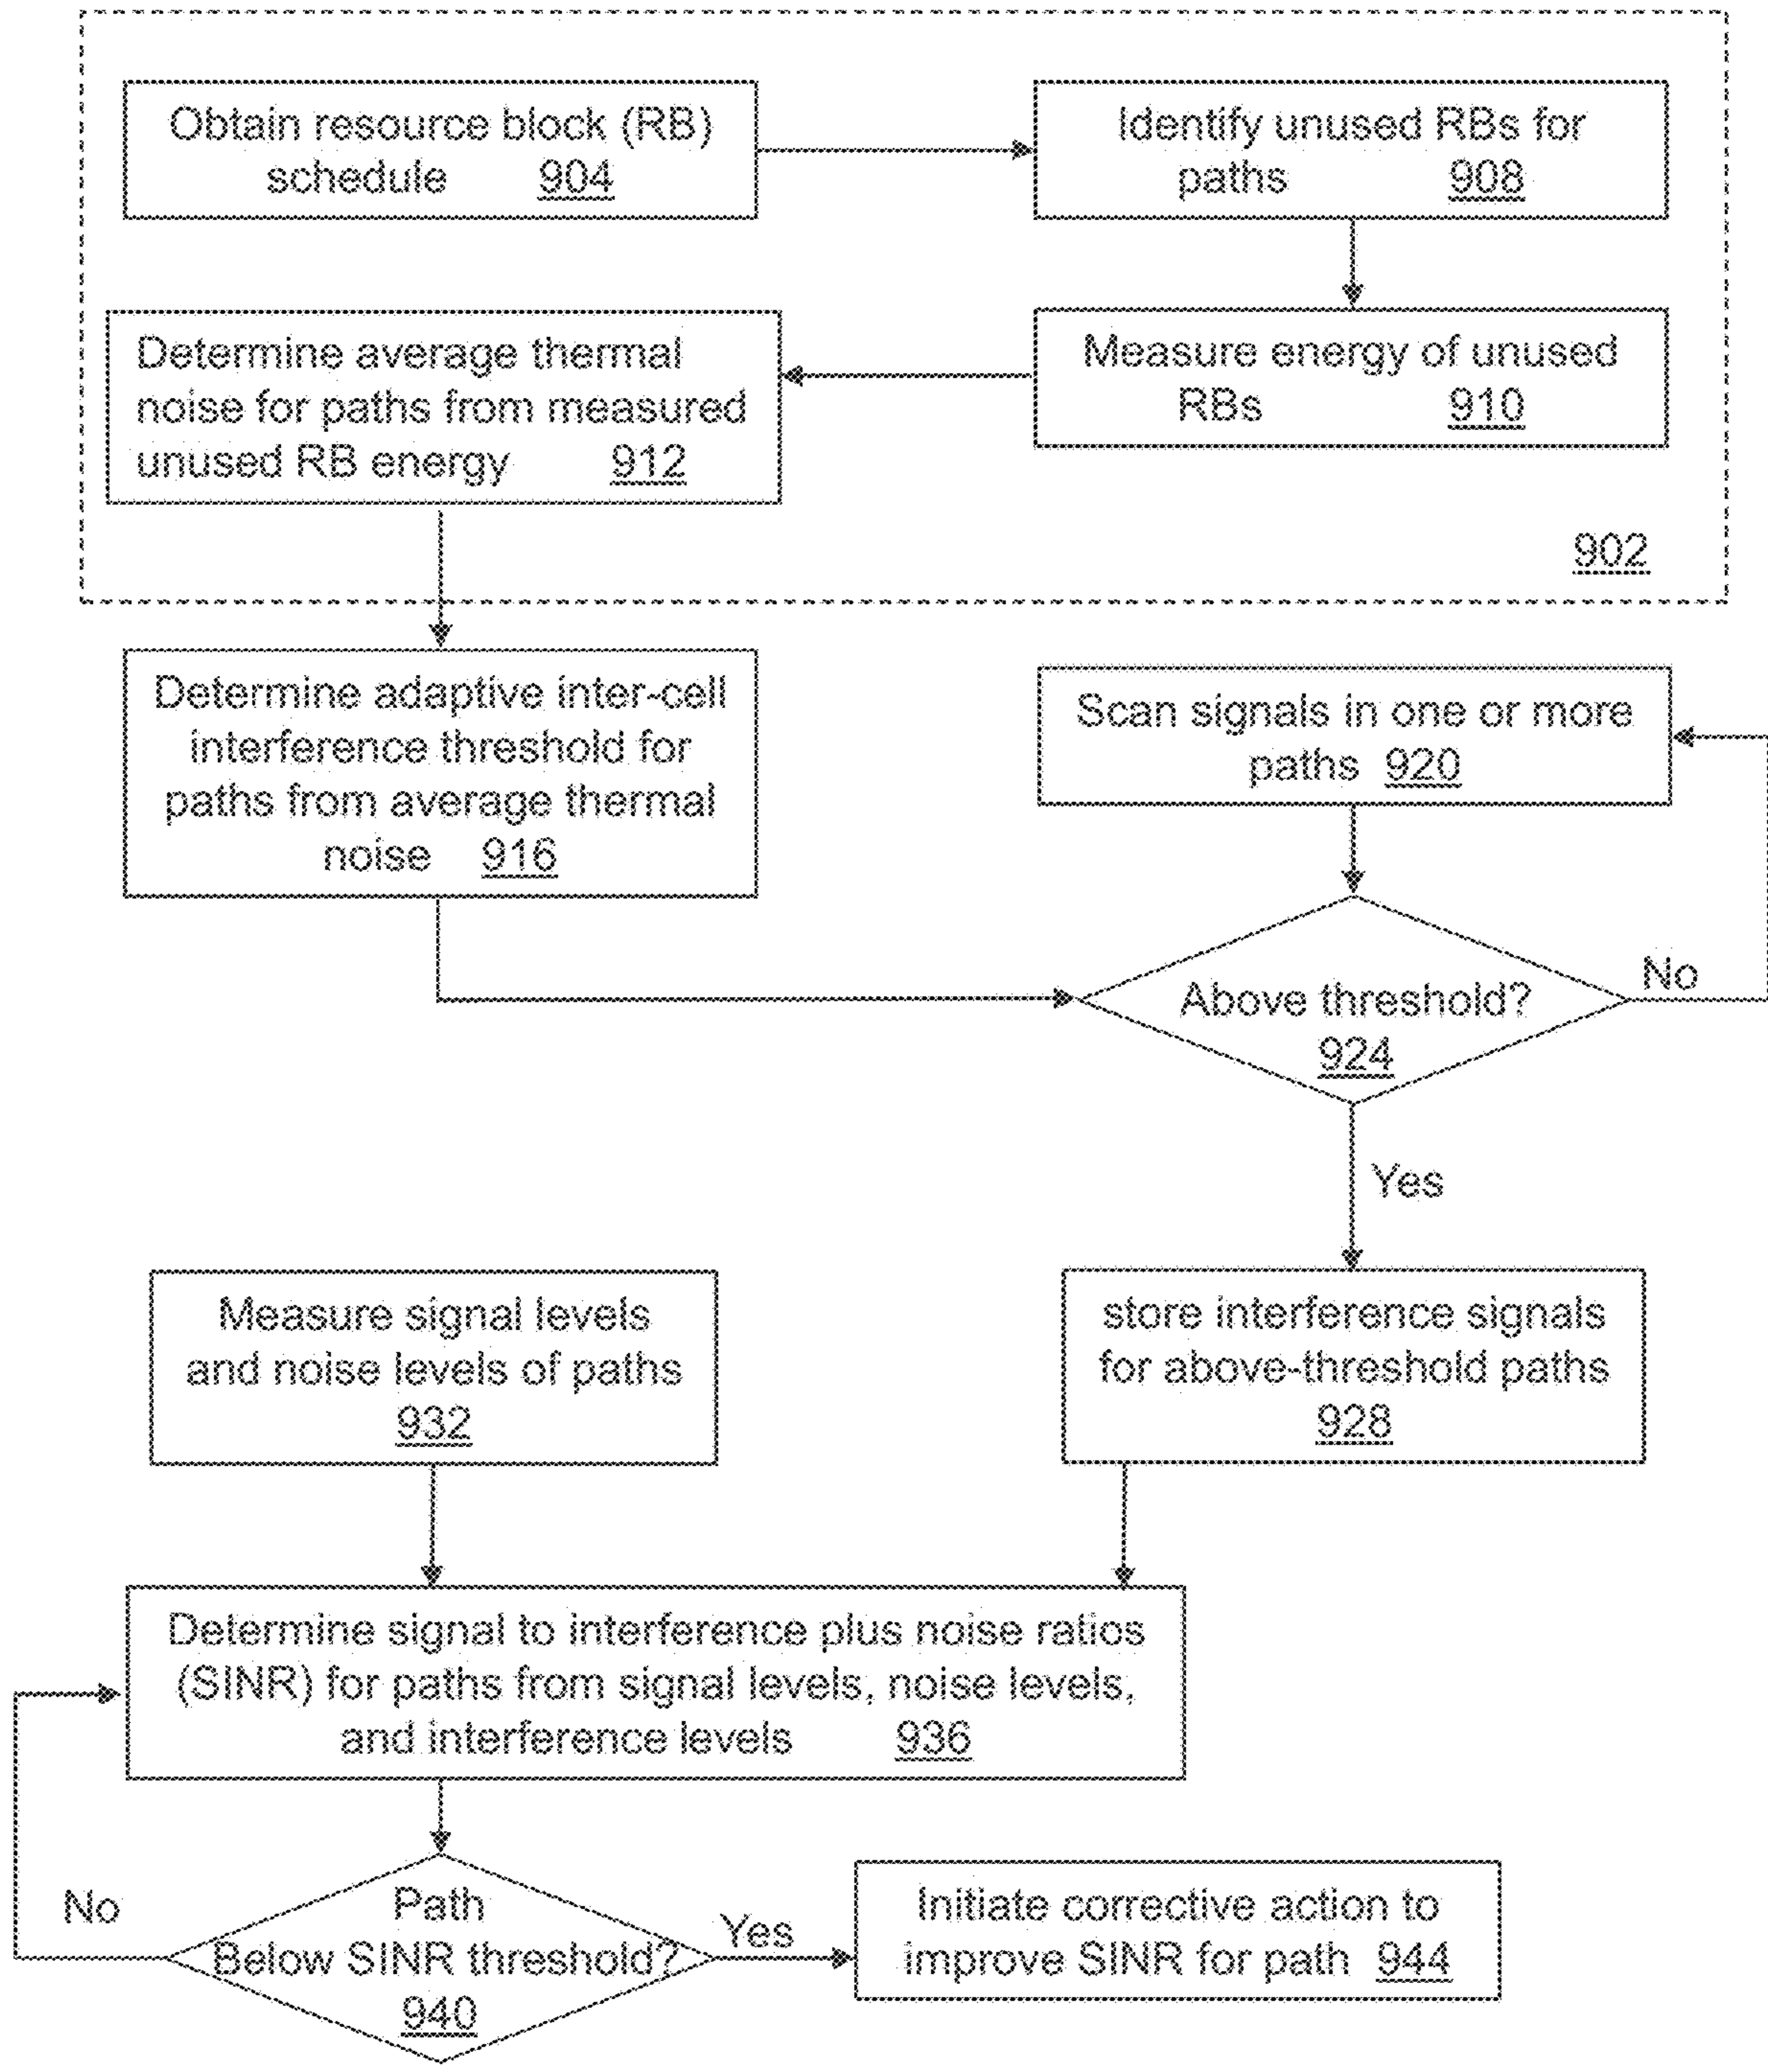 Obtain resource block (RB)
schedule 904
Identify unused RBs for
paths 908
Measure energy of unused
RBs 910
Determine average thermal
noise for paths from measured
unused RB energy 912
902
Determine adaptive inter-cell
interference threshold for
paths from average thermal
noise 916
Scan signals in one or more
paths 920
Above threshold?
924
No
Yes
store interference signals
for above-threshold paths
928
Measure signal levels
and noise levels of paths
932
Determine signal to interference plus noise ratios
(SINR) for paths from signal levels, noise levels,
and interference levels 936
Path
Below SINR threshold?
940
No
Yes
Initiate corrective action to
improve SINR for path 944